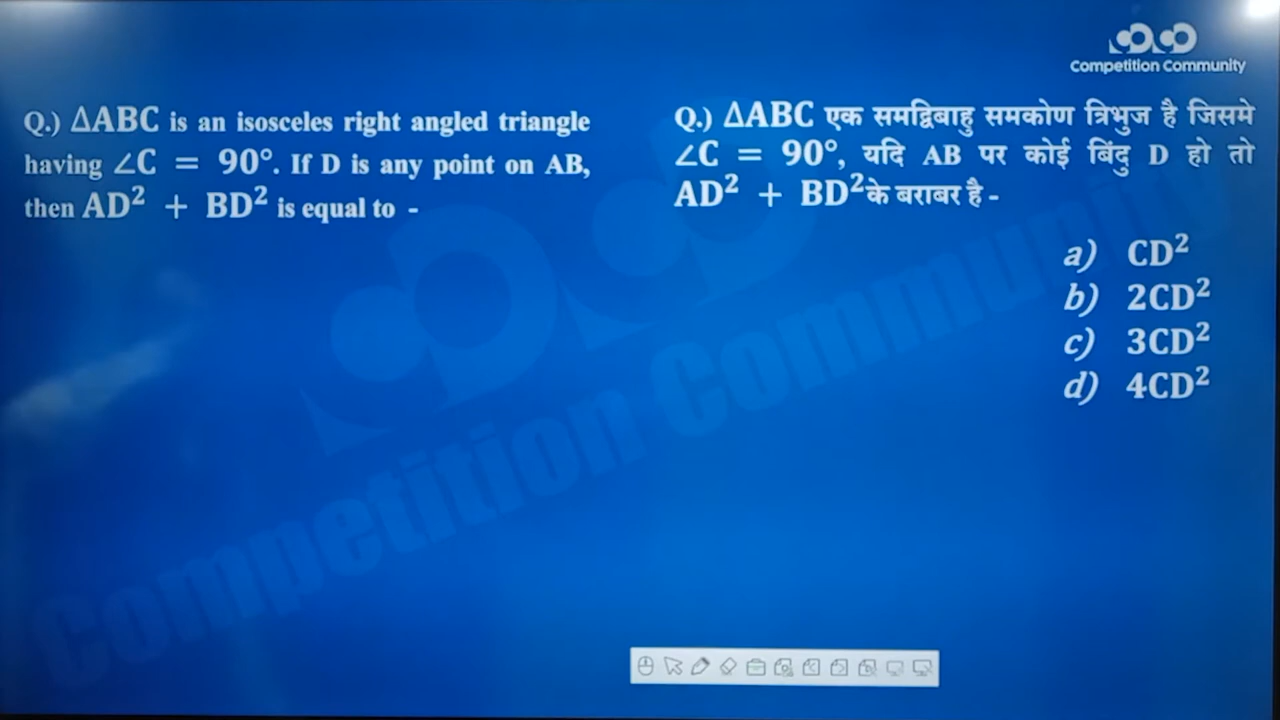 Competition Community
Q.) ΔABC is an isosceles right angled triangle
having ∠C = 90°. If D is any point on AB,
then AD² + BD² is equal to -
Q.) ΔABC एक समद्विबाहु समकोण त्रिभुज है जिसमे
∠C = 90°, यदि AB पर कोई बिंदु D हो तो
AD² + BD² के बराबर है -
a) CD²
b) 2CD²
c) 3CD²
d) 4CD²
Competition Community